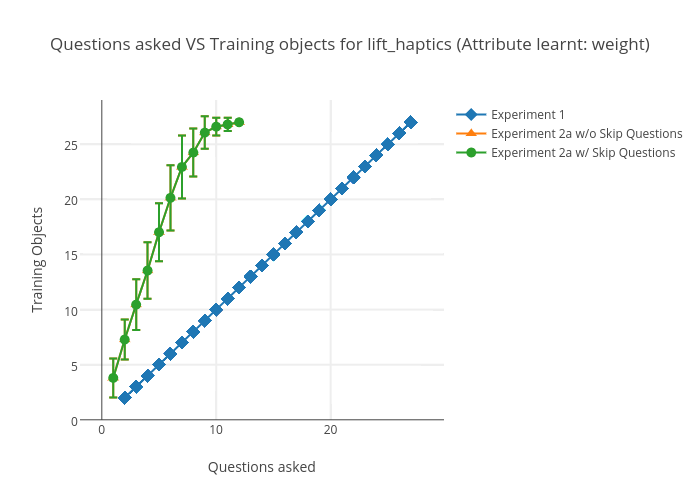 Questions asked VS Training objects for lift_haptics (Attribute learnt: weight)
Experiment 1
Experiment 2a w/o Skip Questions
Experiment 2a w/ Skip Questions
25
20
15
10
5
0
0 10 20
Training Objects
Questions asked